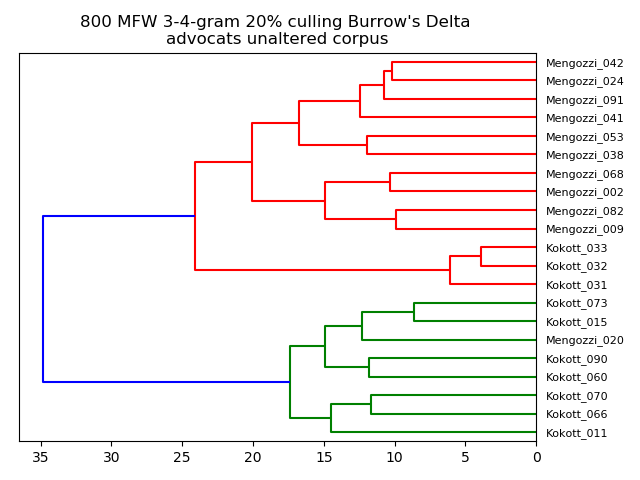 800 MFW 3-4-gram 20% culling Burrow's Delta
advocats unaltered corpus
Mengozzi_042
Mengozzi_024
Mengozzi_091
Mengozzi_041
Mengozzi_053
Mengozzi_038
Mengozzi_068
Mengozzi_002
Mengozzi_082
Mengozzi_009
Kokott_033
Kokott_032
Kokott_031
Kokott_073
Kokott_015
Mengozzi_020
Kokott_090
Kokott_060
Kokott_070
Kokott_066
Kokott_011
35 30 25 20 15 10 5 0